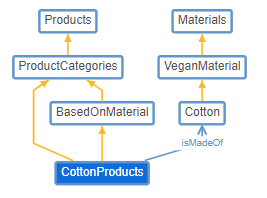 Products
Materials
ProductCategories
VeganMaterial
BasedOnMaterial
Cotton
isMadeOf
CottonProducts